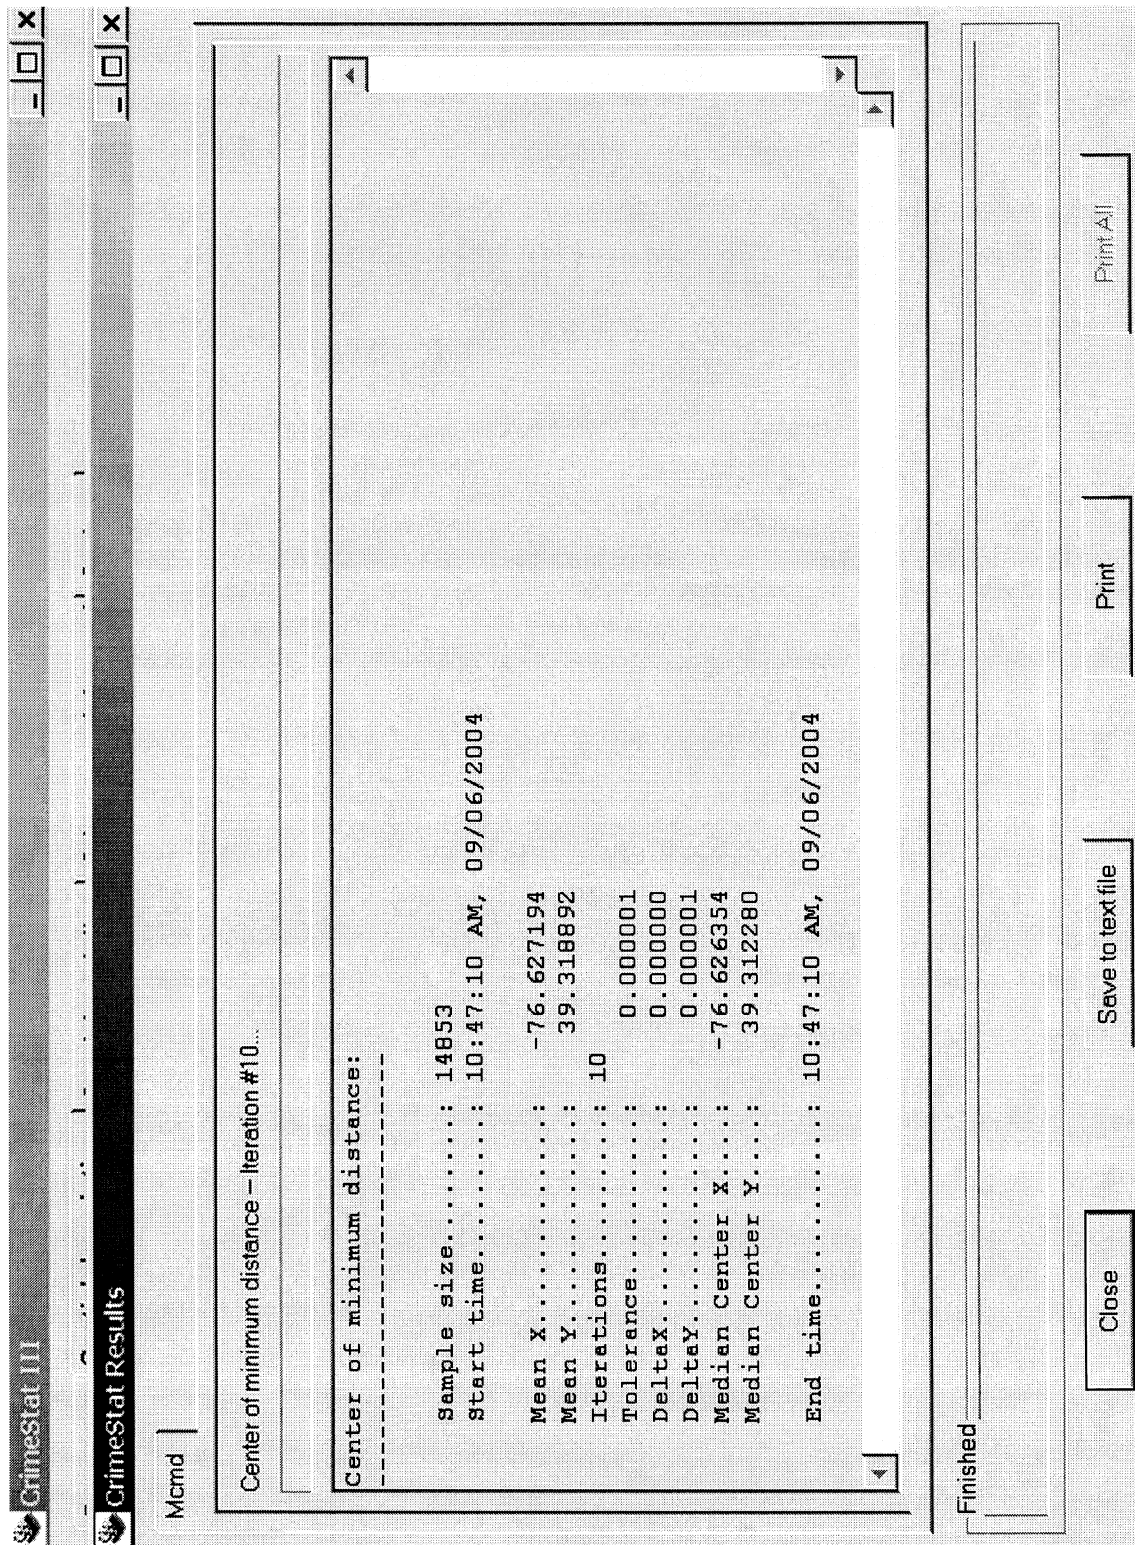 CrimeStat III
CrimeStat Results
Mcmd
Center of minimum distance -- Iteration #10...
Center of minimum distance:
---------------------------
Sample size.........: 14853
Start time..........: 10:47:10 AM, 09/06/2004
Mean X..............: -76.627194
Mean Y..............: 39.318892
Iterations..........: 10
Tolerance...........: 0.000001
DeltaX..............: 0.000000
DeltaY..............: 0.000001
Median Center X.....: -76.626354
Median Center Y.....: 39.312280
End time............: 10:47:10 AM, 09/06/2004
Finished
Close
Save to text file
Print
Print All